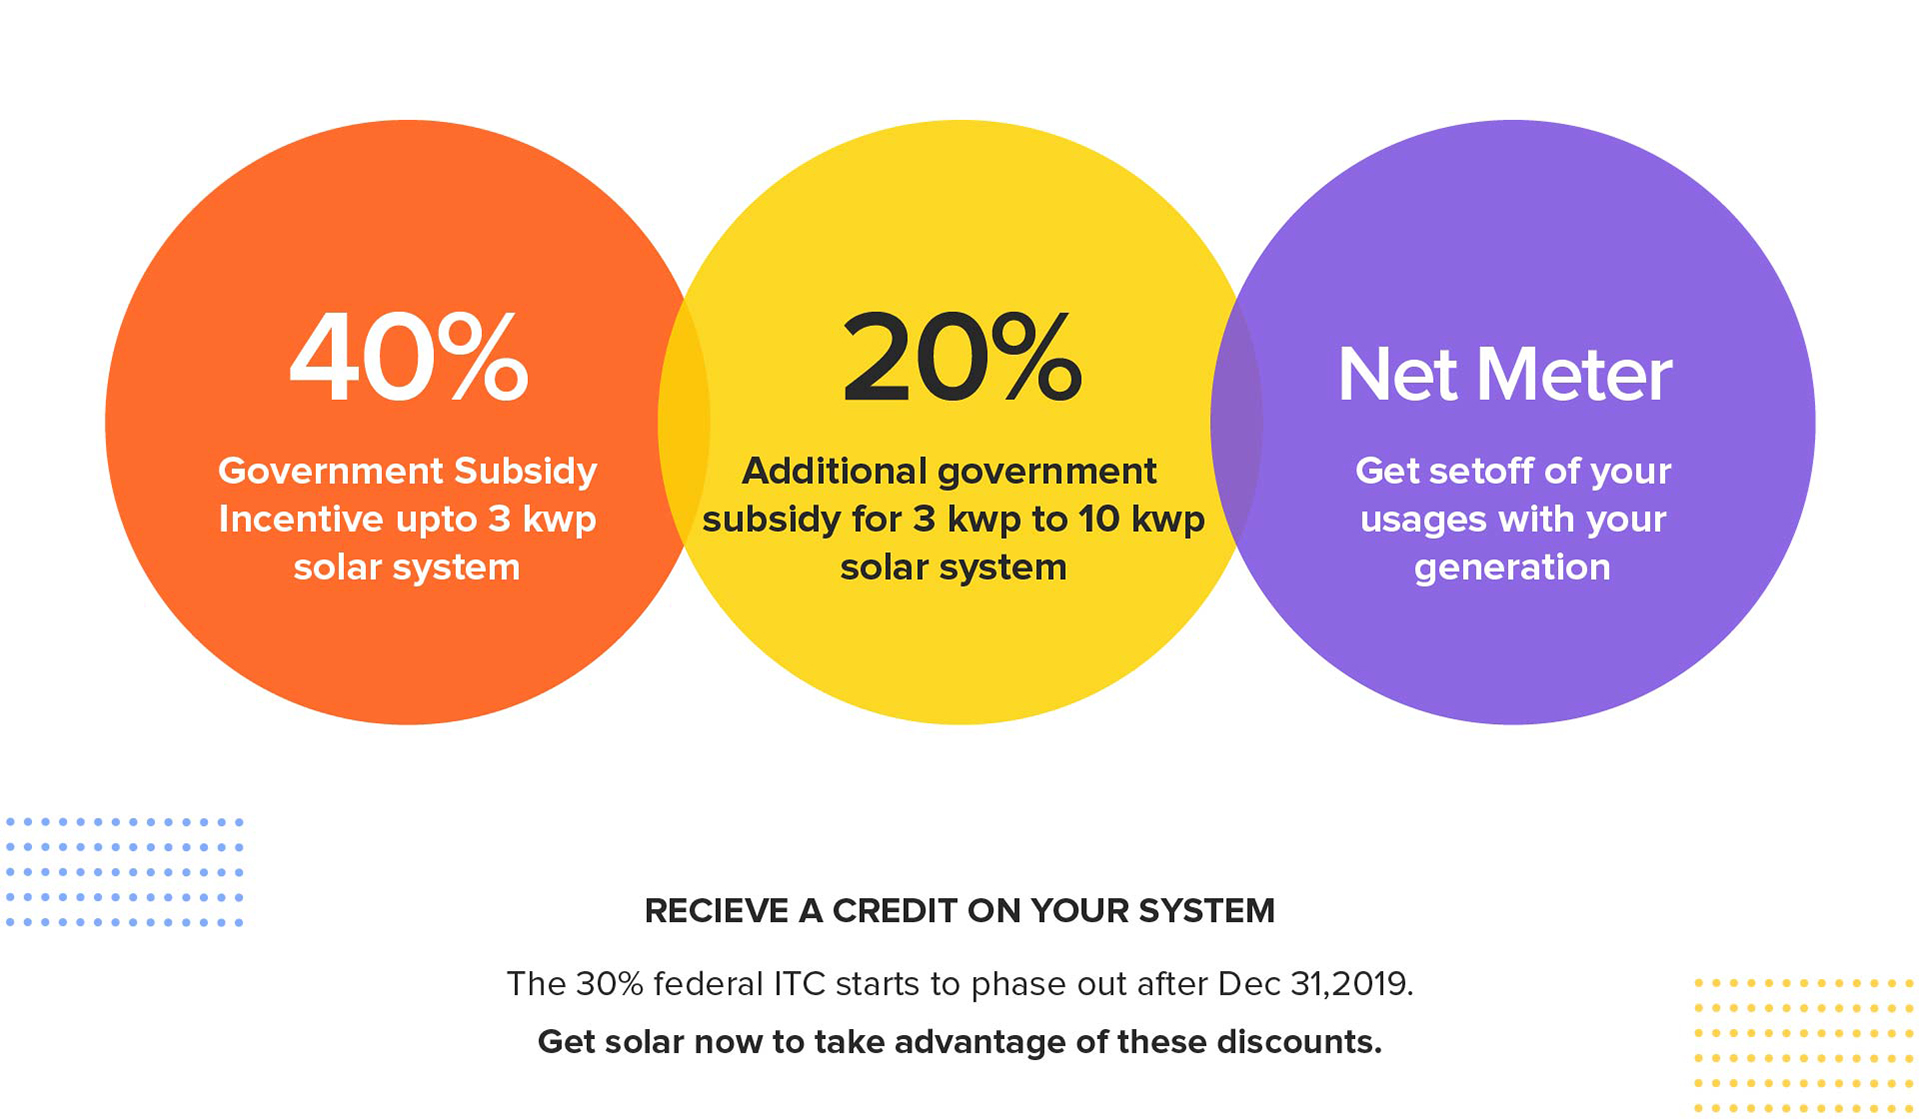 40%
Government Subsidy
Incentive upto 3 kwp
solar system
20%
Additional government
subsidy for 3 kwp to 10 kwp
solar system
Net Meter
Get setoff of your
usages with your
generation
RECIEVE A CREDIT ON YOUR SYSTEM
The 30% federal ITC starts to phase out after Dec 31,2019.
Get solar now to take advantage of these discounts.